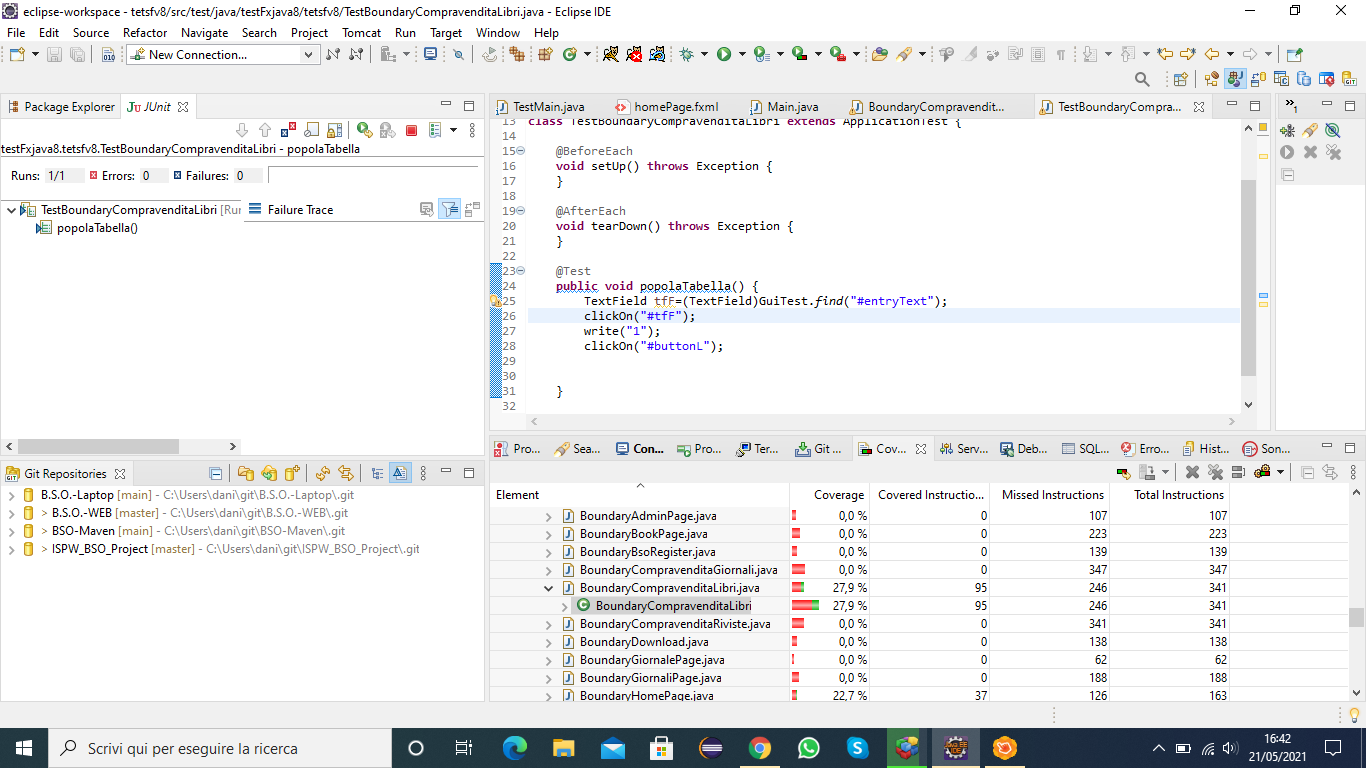 eclipse-workspace - tetsfv8/src/test/java/testFxjava8/tetsfv8/TestBoundaryCompravenditaLibri.java - Eclipse IDE
File Edit Source Refactor Navigate Search Project Tomcat Run Target Window Help
New Connection...
Package Explorer JUnit
testFxjava8.tetsfv8.TestBoundaryCompravenditaLibri - popolaTabella
Runs: 1/1 Errors: 0 Failures: 0
TestBoundaryCompravenditaLibri [Run
popolaTabella()
Failure Trace
Git Repositories
B.S.O.-Laptop [main] - C:\Users\dani\git\B.S.O.-Laptop\.git
> B.S.O.-WEB [master] - C:\Users\dani\git\B.S.O.-WEB\.git
> BSO-Maven [main] - C:\Users\dani\git\BSO-Maven\.git
> ISPW_BSO_Project [master] - C:\Users\dani\git\ISPW_BSO_Project\.git
TestMain.java homePage.fxml Main.java BoundaryCompravendit... TestBoundaryCompra...
13 class TestBoundaryCompravenditaLibri extends ApplicationTest {
14
15 @BeforeEach
16 void setUp() throws Exception {
17 }
18
19 @AfterEach
20 void tearDown() throws Exception {
21 }
22
23 @Test
24 public void popolaTabella() {
25 TextField tfF=(TextField)GuiTest.find("#entryText");
26 clickOn("#tfF");
27 write("1");
28 clickOn("#buttonL");
29
30
31 }
32
Pro... Sea... Con... Pro... Ter... Git ... Cov... Serv... Deb... SQL... Erro... Hist... Son...
Element Coverage Covered Instructio... Missed Instructions Total Instructions
BoundaryAdminPage.java 0,0 % 0 107 107
BoundaryBookPage.java 0,0 % 0 223 223
BoundaryBsoRegister.java 0,0 % 0 139 139
BoundaryCompravenditaGiornali.java 0,0 % 0 347 347
BoundaryCompravenditaLibri.java 27,9 % 95 246 341
BoundaryCompravenditaLibri 27,9 % 95 246 341
BoundaryCompravenditaRiviste.java 0,0 % 0 341 341
BoundaryDownload.java 0,0 % 0 138 138
BoundaryGiornalePage.java 0,0 % 0 62 62
BoundaryGiornaliPage.java 0,0 % 0 188 188
BoundaryHomePage.java 22,7 % 37 126 163
Scrivi qui per eseguire la ricerca
16:42
21/05/2021